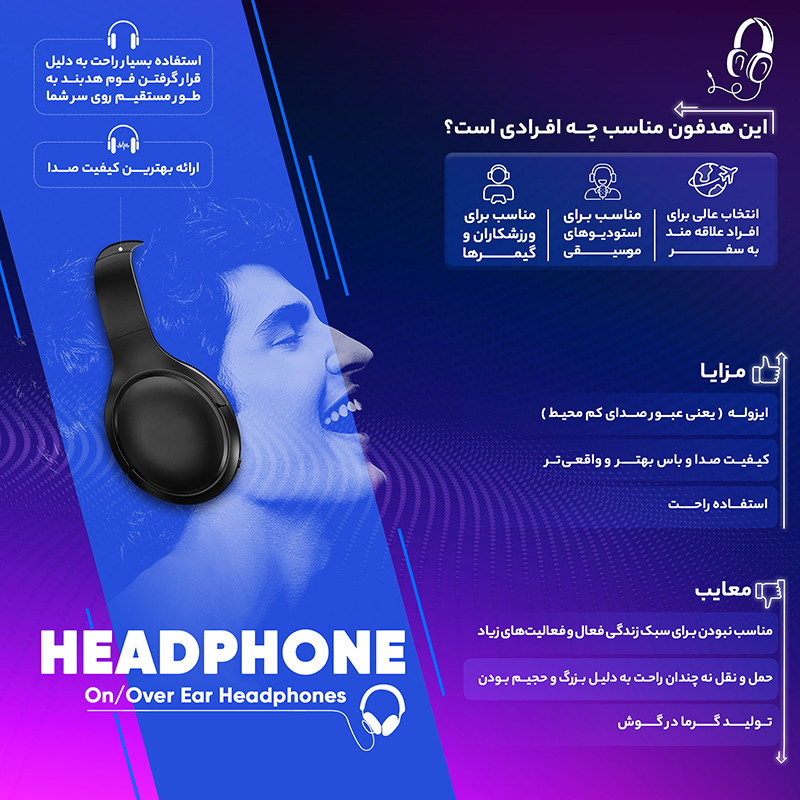 استفاده بسیار راحت به دلیل
قرار گرفتن فوم هدبند به
طور مستقیم روی سر شما
ارائه بهترین کیفیت صدا
این هدفون مناسب چه افرادی است؟
انتخاب عالی برای
افراد علاقه مند
به سفر
مناسب برای
استودیوهای
موسیقی
مناسب برای
ورزشکاران و
گیمرها
مزایا
ایزوله ( یعنی عبور صدای کم محیط )
کیفیت صدا و باس بهتر و واقعی‌تر
استفاده راحت
معایب
مناسب نبودن برای سبک زندگی فعال و فعالیت‌های زیاد
حمل و نقل نه چندان راحت به دلیل بزرگ و حجیم بودن
تولید گرما در گوش
HEADPHONE
On/Over Ear Headphones